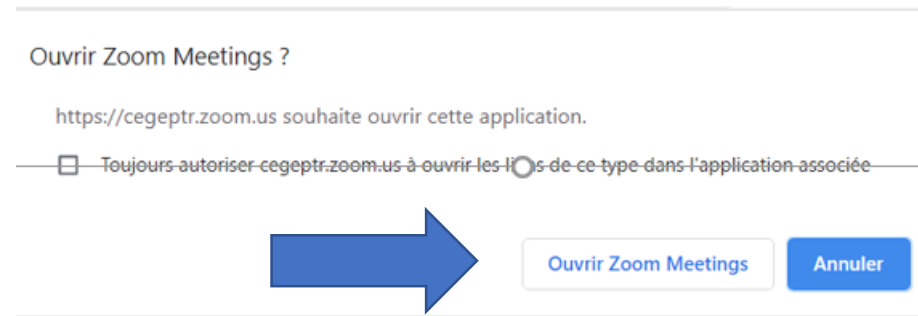 Ouvrir Zoom Meetings ?
https://cegeptr.zoom.us souhaite ouvrir cette application.
Toujours autoriser cegeptr.zoom.us à ouvrir les liens de ce type dans l'application associée
Ouvrir Zoom Meetings Annuler